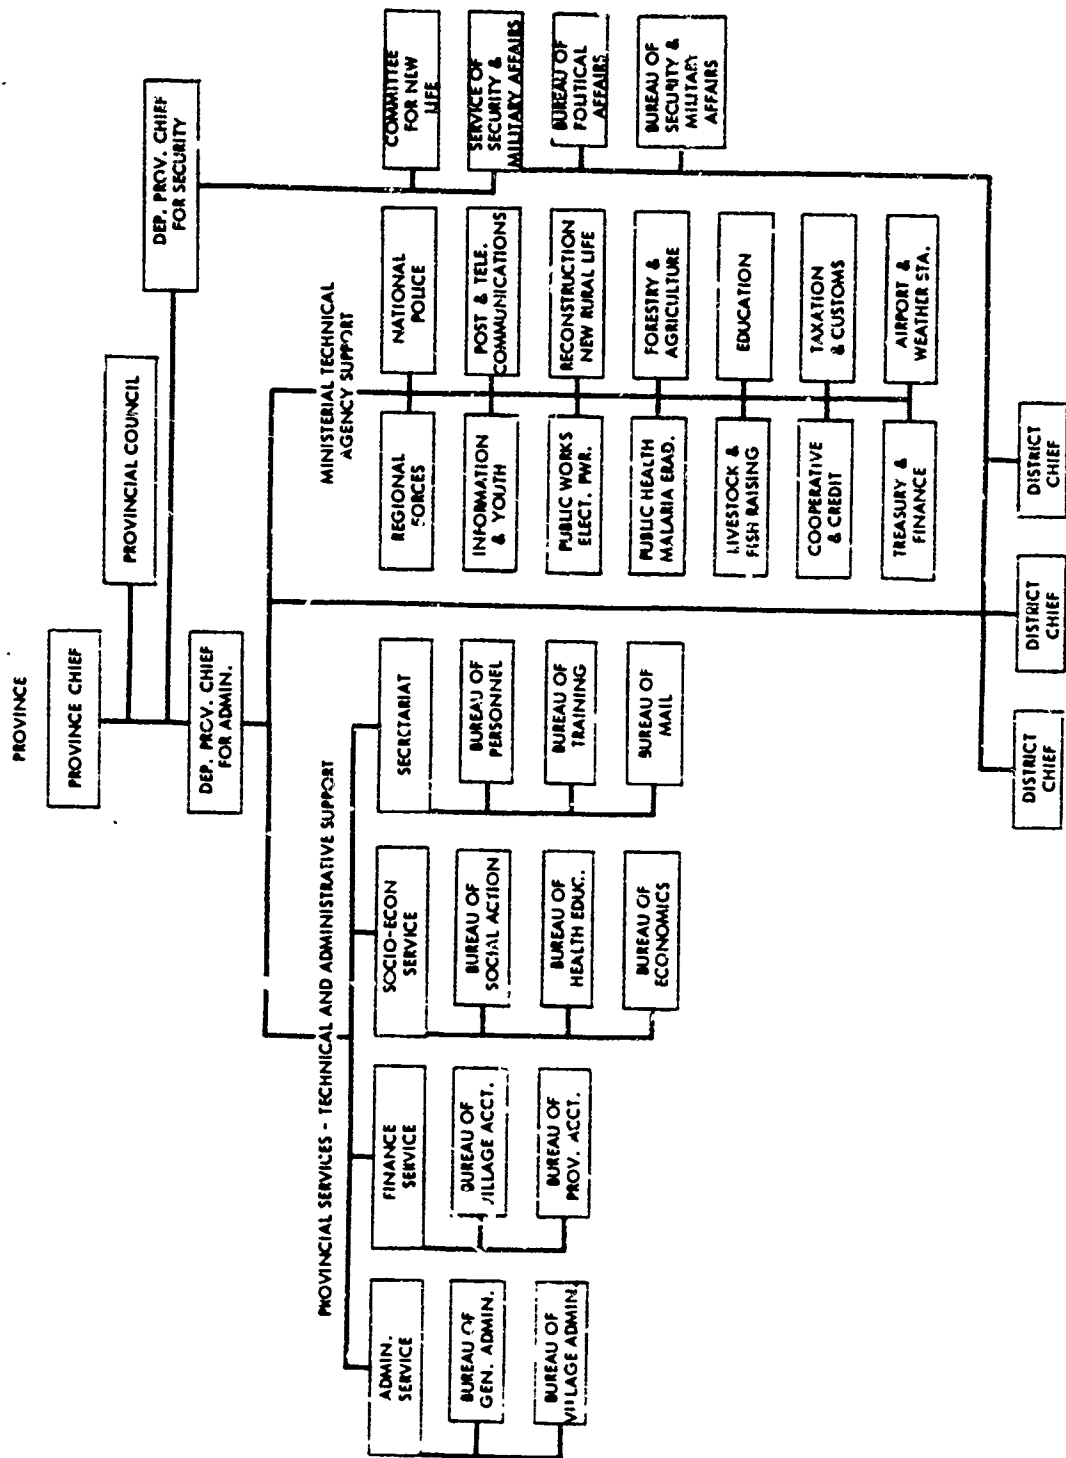 PROVINCE
PROVINCE CHIEF
PROVINCIAL COUNCIL
DEP. PROV. CHIEF
FOR ADMIN.
DEP. PROV. CHIEF
FOR SECURITY
PROVINCIAL SERVICES - TECHNICAL AND ADMINISTRATIVE SUPPORT
ADMIN.
SERVICE
BUREAU OF
GEN. ADMIN.
BUREAU OF
VILLAGE ADMIN.
FINANCE
SERVICE
BUREAU OF
VILLAGE ACCT.
BUREAU OF
PROV. ACCT.
SOCIO-ECON
SERVICE
BUREAU OF
SOCIAL ACTION
BUREAU OF
HEALTH EDUC.
BUREAU OF
ECONOMICS
SECRETARIAT
BUREAU OF
PERSONNEL
BUREAU OF
TRAINING
BUREAU OF
MAIL
MINISTERIAL TECHNICAL
AGENCY SUPPORT
REGIONAL
FORCES
NATIONAL
POLICE
INFORMATION
& YOUTH
POST & TELE.
COMMUNICATIONS
PUBLIC WORKS
ELECT. PWR.
RECONSTRUCTION
NEW RURAL LIFE
PUBLIC HEALTH
MALARIA ERAD.
FORESTRY &
AGRICULTURE
LIVESTOCK &
FISH RAISING
EDUCATION
COOPERATIVE
& CREDIT
TAXATION
& CUSTOMS
TREASURY &
FINANCE
AIRPORT &
WEATHER STA.
COMMITTEE
FOR NEW
LIFE
SERVICE OF
SECURITY &
MILITARY AFFAIRS
BUREAU OF
POLITICAL
AFFAIRS
BUREAU OF
SECURITY &
MILITARY
AFFAIRS
DISTRICT
CHIEF
DISTRICT
CHIEF
DISTRICT
CHIEF